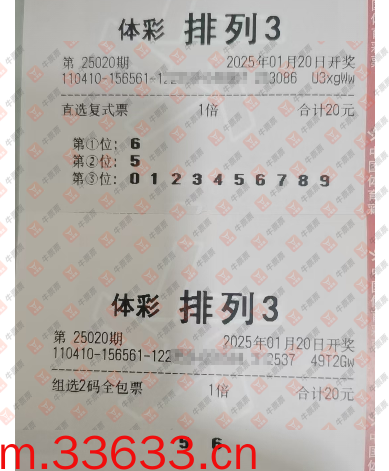 体彩 排列3
第 25020期 2025年01月20日开奖
110410-156561-122 3086 U3xgWw
直选复式票 1倍 合计20元
第①位: 6
第②位: 5
第③位: 0 1 2 3 4 5 6 7 8 9
体彩 排列3
第 25020期 2025年01月20日开奖
110410-156561-122 2537 49T2Gw
组选2码全包票 1倍 合计20元
5 6
m.33633.cn